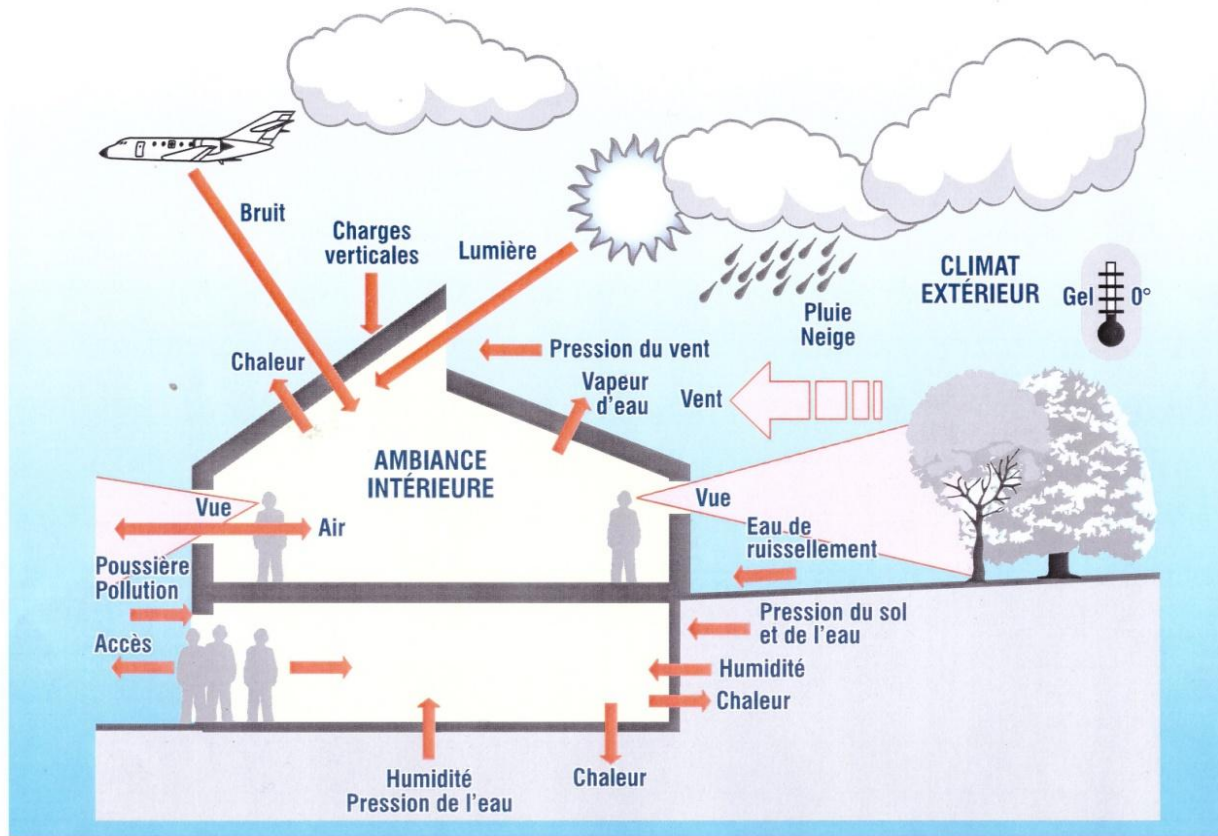 Bruit
Charges
verticales
Lumière
CLIMAT
EXTÉRIEUR
Gel
0°
Pluie
Neige
Chaleur
Pression du vent
Vapeur
d'eau
Vent
AMBIANCE
INTÉRIEURE
Vue
Air
Vue
Eau de
ruissellement
Poussière
Pollution
Accès
Pression du sol
et de l'eau
Humidité
Chaleur
Humidité
Pression de l'eau
Chaleur